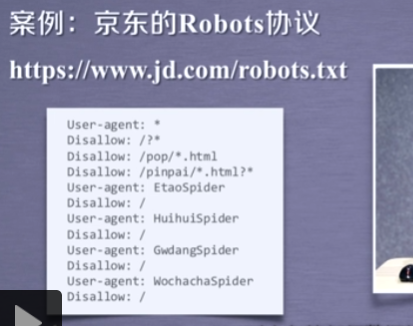 案例：京东的Robots协议
https://www.jd.com/robots.txt
User-agent: *
Disallow: /?*
Disallow: /pop/*.html
Disallow: /pinpai/*.html?*
User-agent: EtaoSpider
Disallow: /
User-agent: HuihuiSpider
Disallow: /
User-agent: GwdangSpider
Disallow: /
User-agent: WochachaSpider
Disallow: /